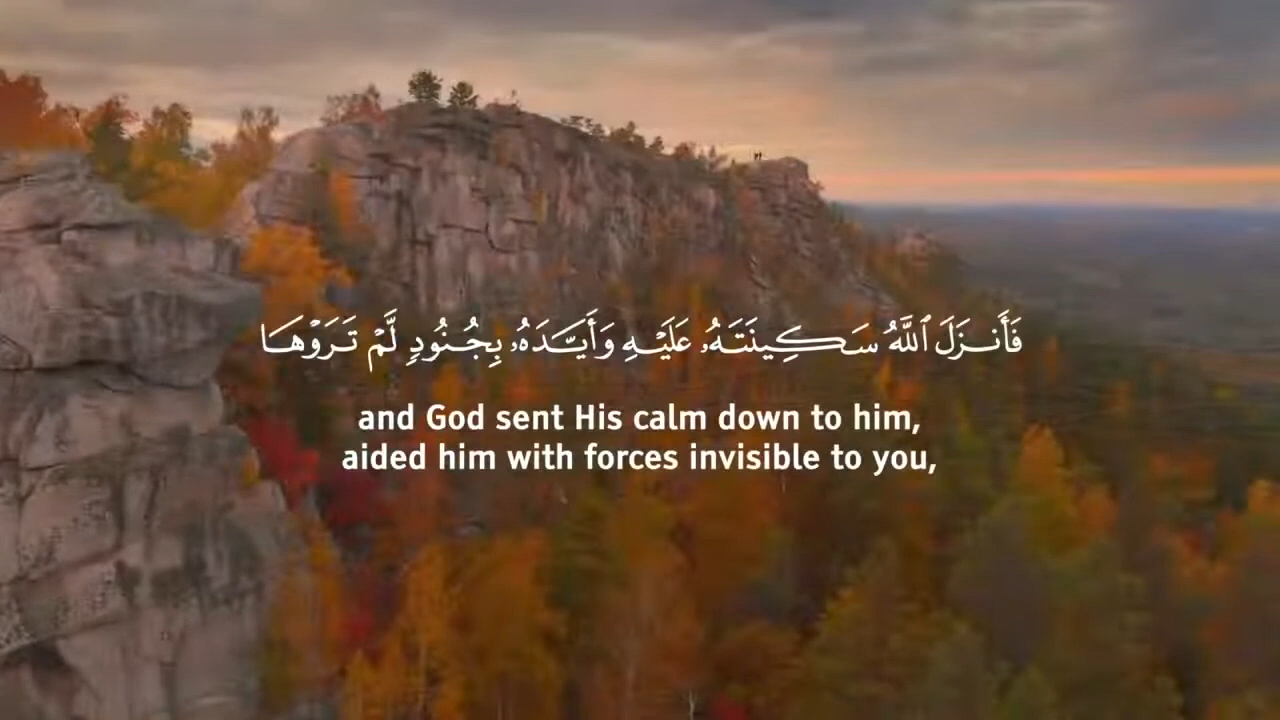 فَأَنزَلَ ٱللَّهُ سَكِينَتَهُۥ عَلَيْهِ وَأَيَّدَهُۥ بِجُنُودٍ لَّمْ تَرَوْهَا
and God sent His calm down to him,
aided him with forces invisible to you,